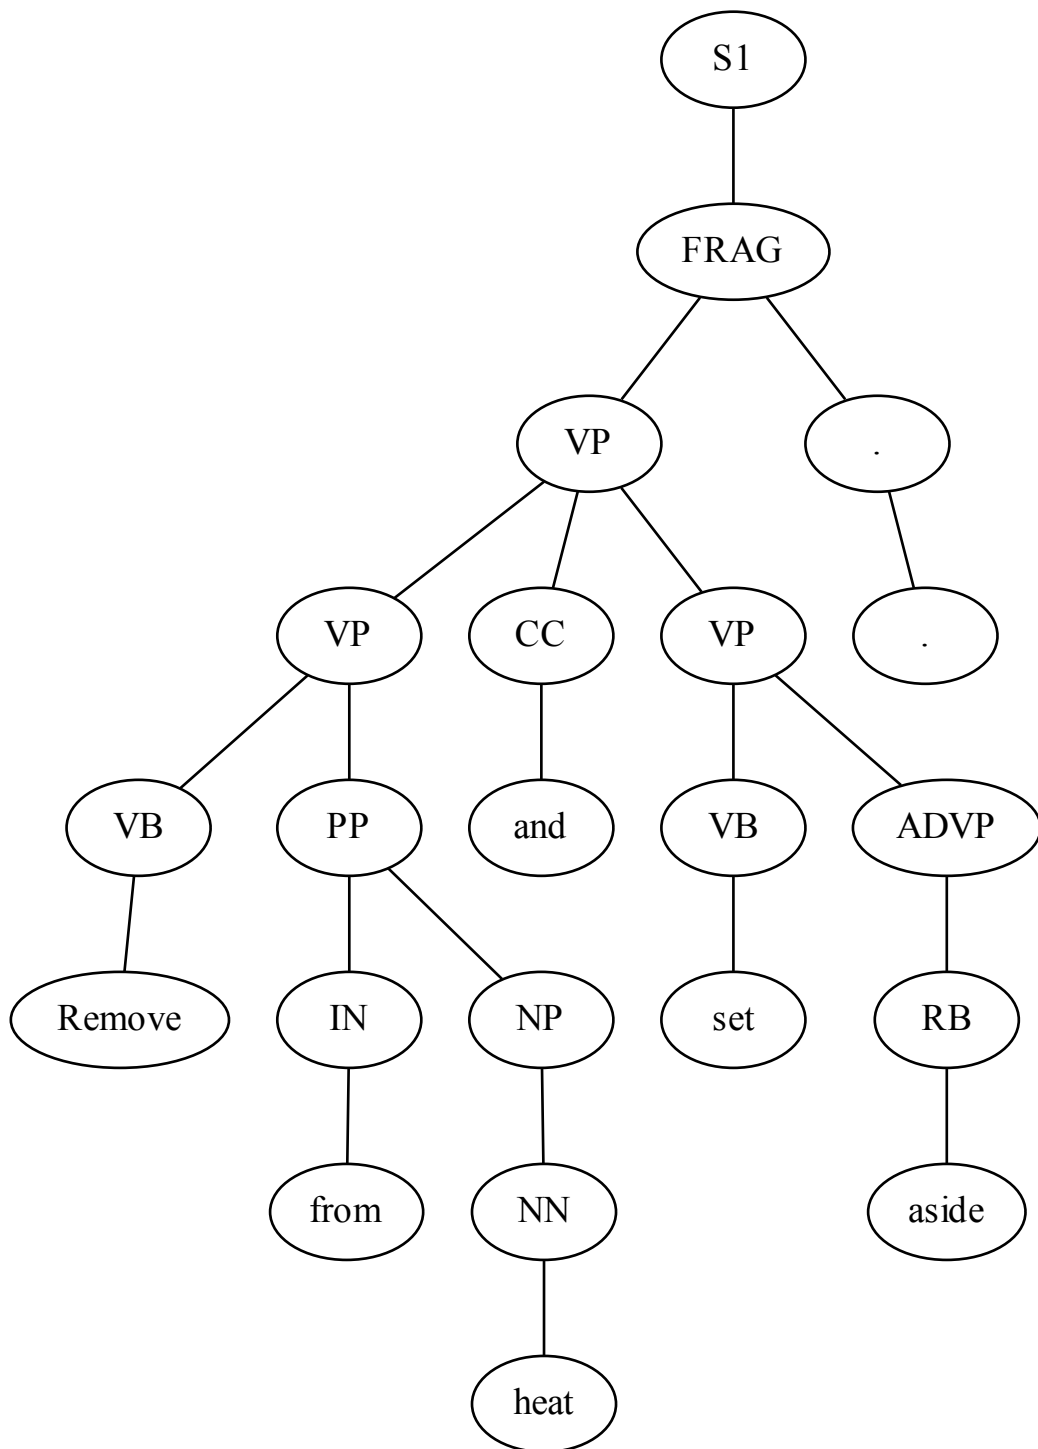 S1
FRAG
VP .
VP CC VP .
VB PP and VB ADVP
Remove IN NP set RB
from NN aside
heat